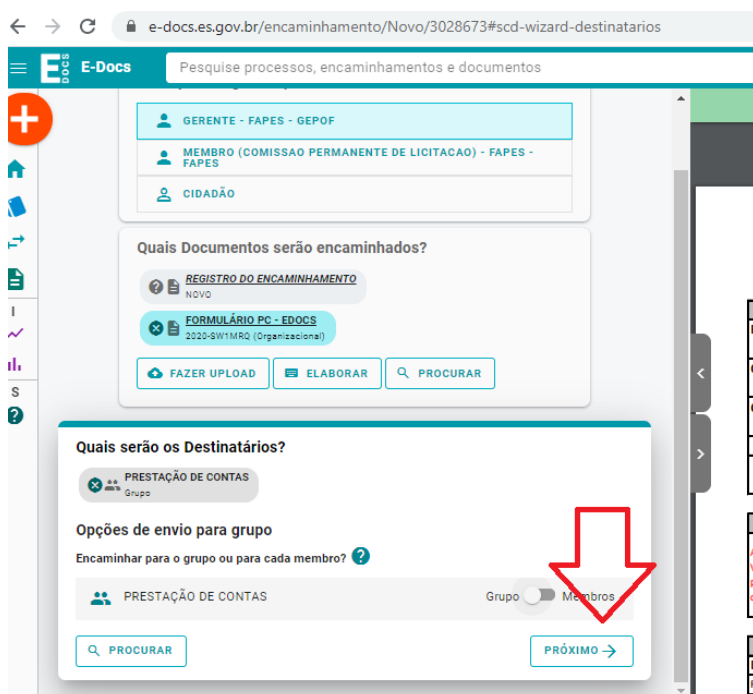 e-docs.es.gov.br/encaminhamento/Novo/3028673#scd-wizard-destinatarios
E DOCS
E-Docs
Pesquise processos, encaminhamentos e documentos
GERENTE - FAPES - GEPOF
MEMBRO (COMISSAO PERMANENTE DE LICITACAO) - FAPES -
FAPES
CIDADÃO
Quais Documentos serão encaminhados?
REGISTRO DO ENCAMINHAMENTO
NOVO
FORMULÁRIO PC - EDOCS
2020-SW1MRQ (Organizacional)
FAZER UPLOAD
ELABORAR
PROCURAR
I
S
Quais serão os Destinatários?
PRESTAÇÃO DE CONTAS
Grupo
Opções de envio para grupo
Encaminhar para o grupo ou para cada membro?
PRESTAÇÃO DE CONTAS
Grupo
Membros
PROCURAR
PRÓXIMO